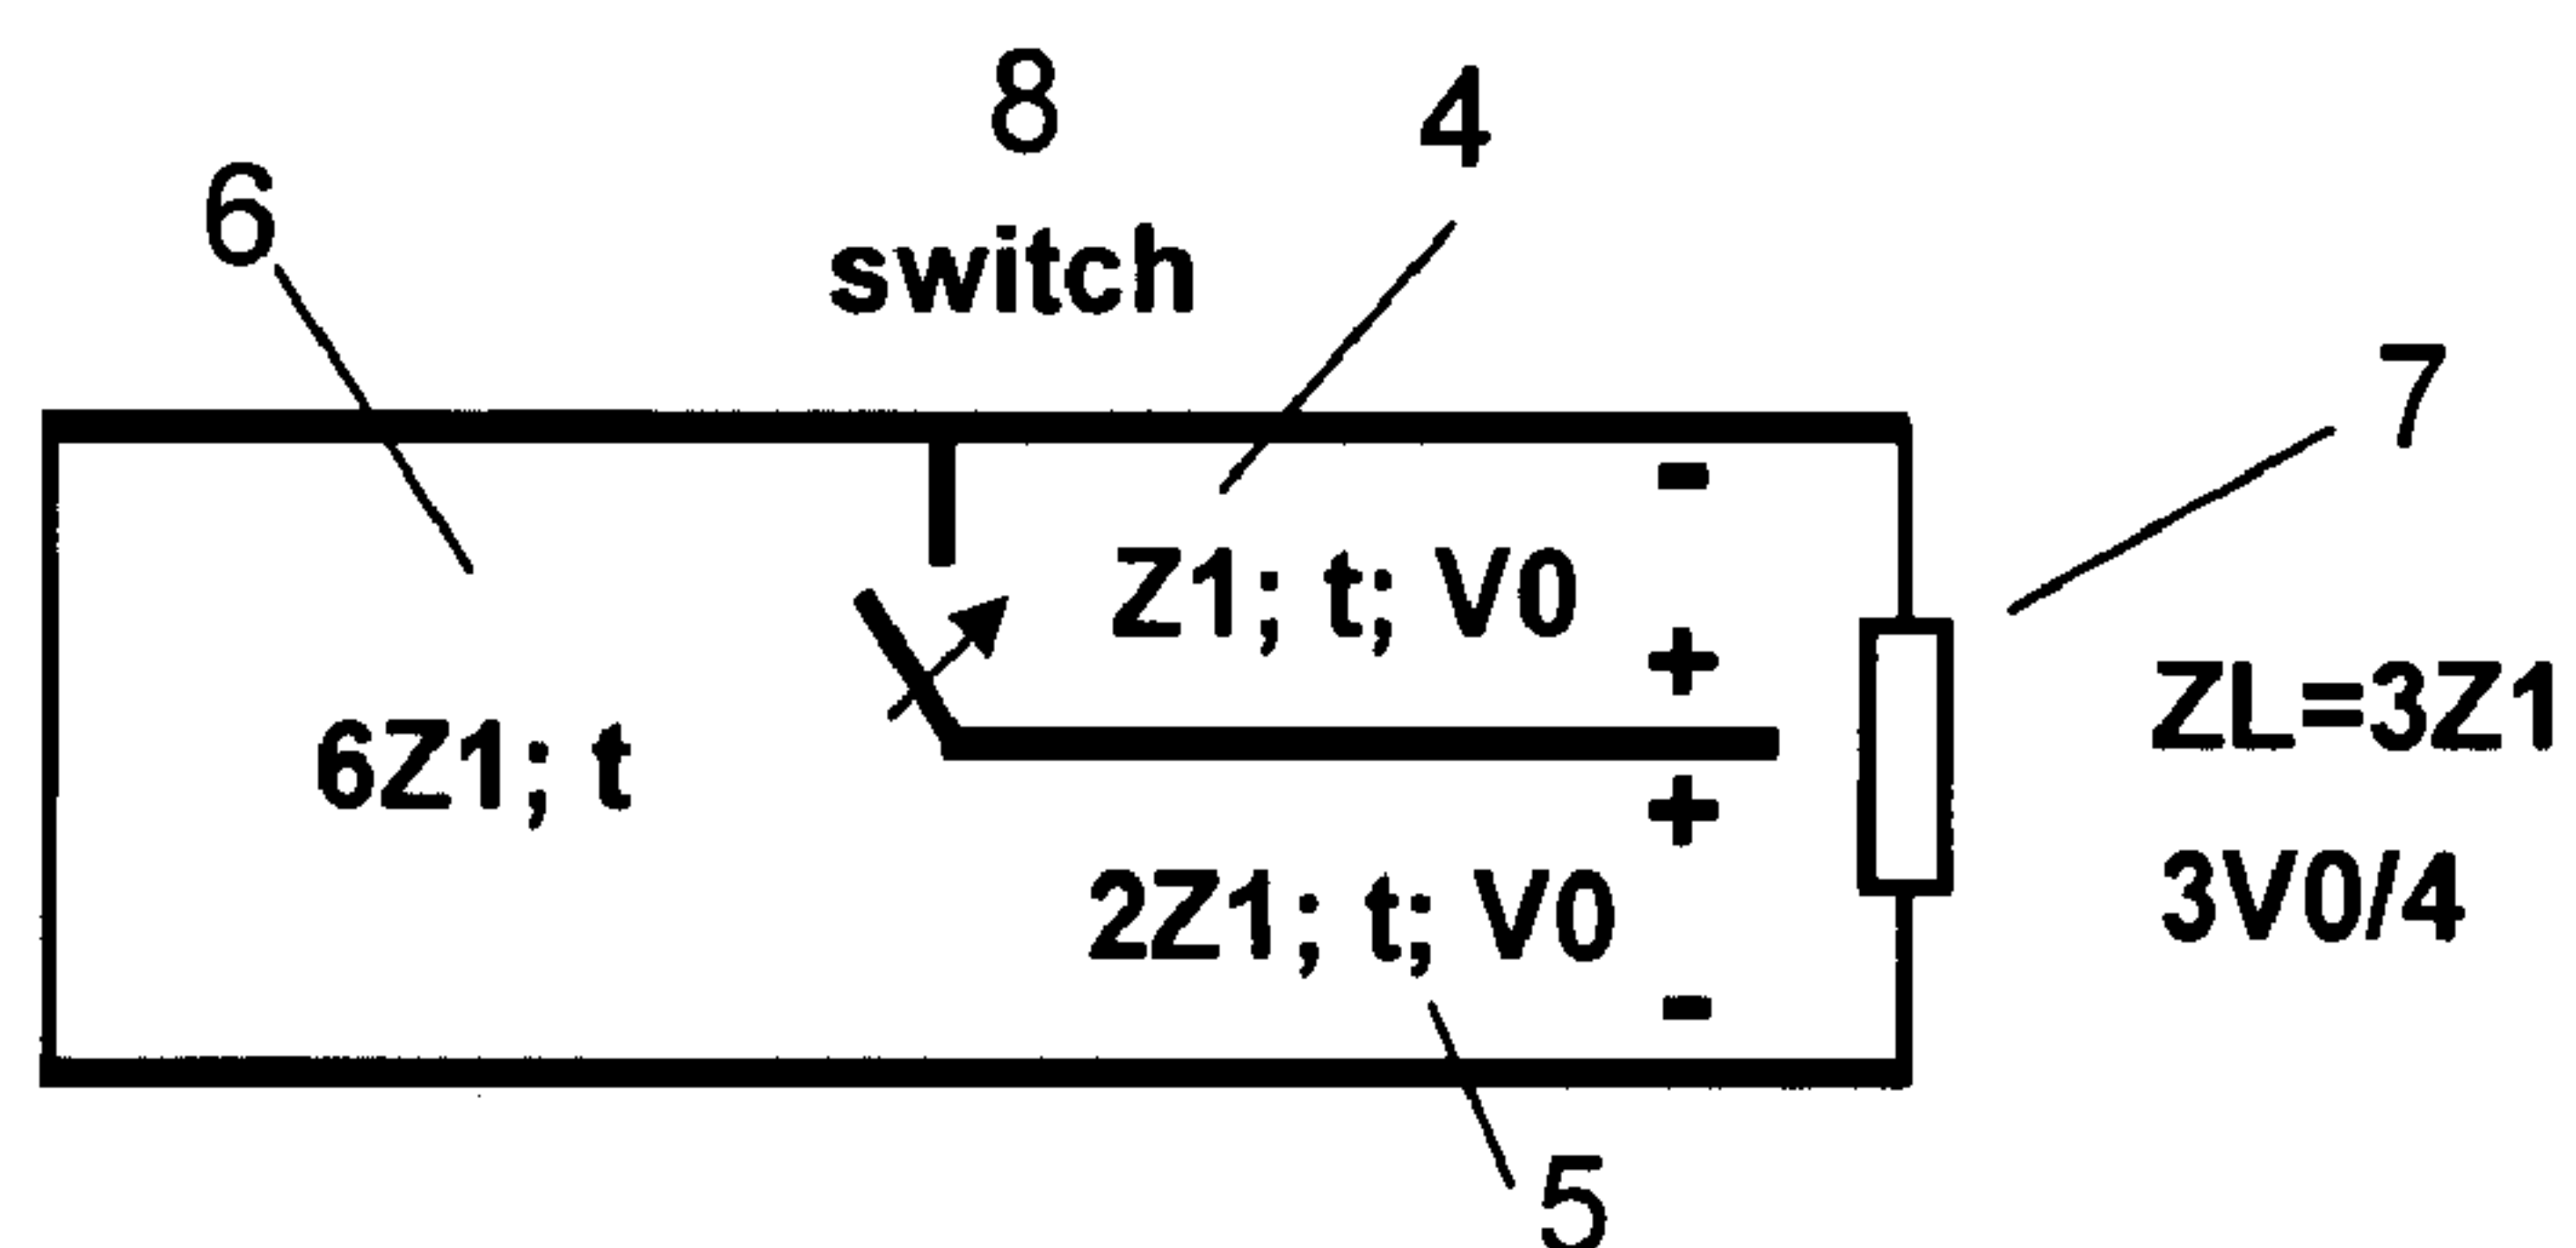 8
4
6
switch
7
-
Z1; t; V0
+
ZL=3Z1
6Z1; t
+
3V0/4
2Z1; t; V0
-
5